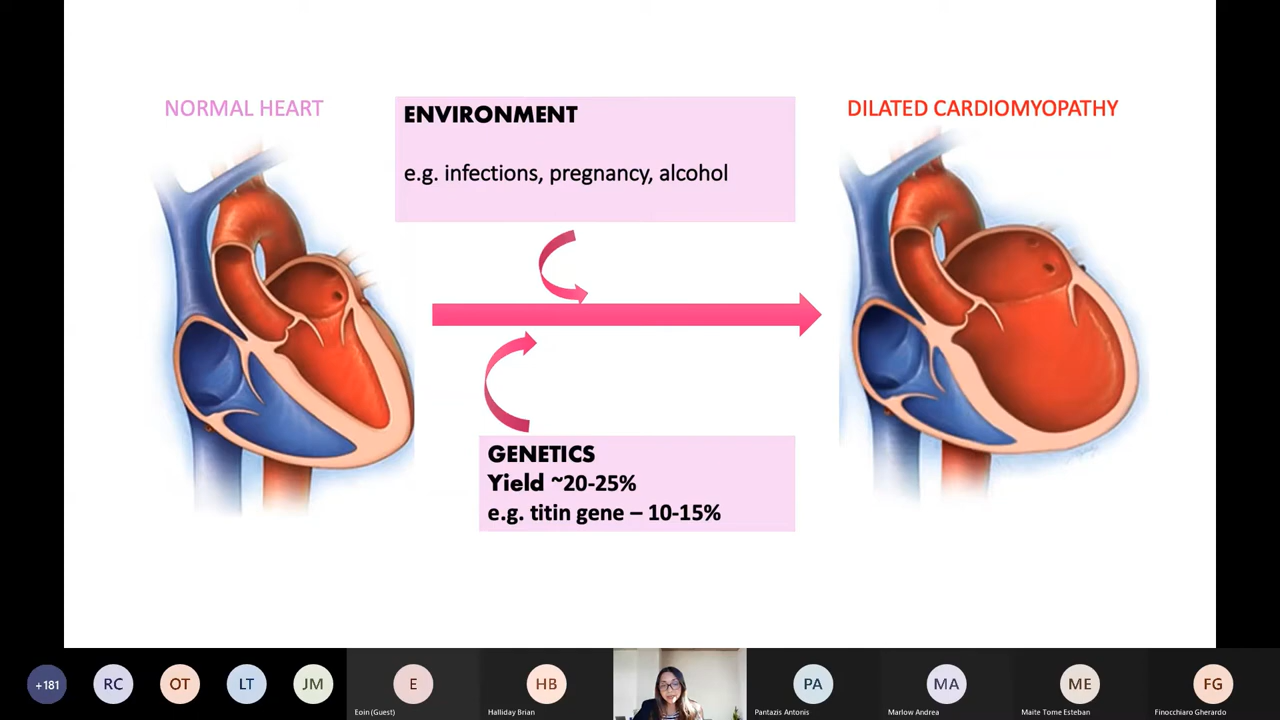 NORMAL HEART
ENVIRONMENT
e.g. infections, pregnancy, alcohol
DILATED CARDIOMYOPATHY
GENETICS
Yield ~20-25%
e.g. titin gene – 10-15%
+181
RC
OT
LT
JM
E
Eoin (Guest)
HB
Halliday Brian
PA
Pantazis Antonis
MA
Marlow Andrea
ME
Maite Tome Esteban
FG
Finocchiaro Gherardo